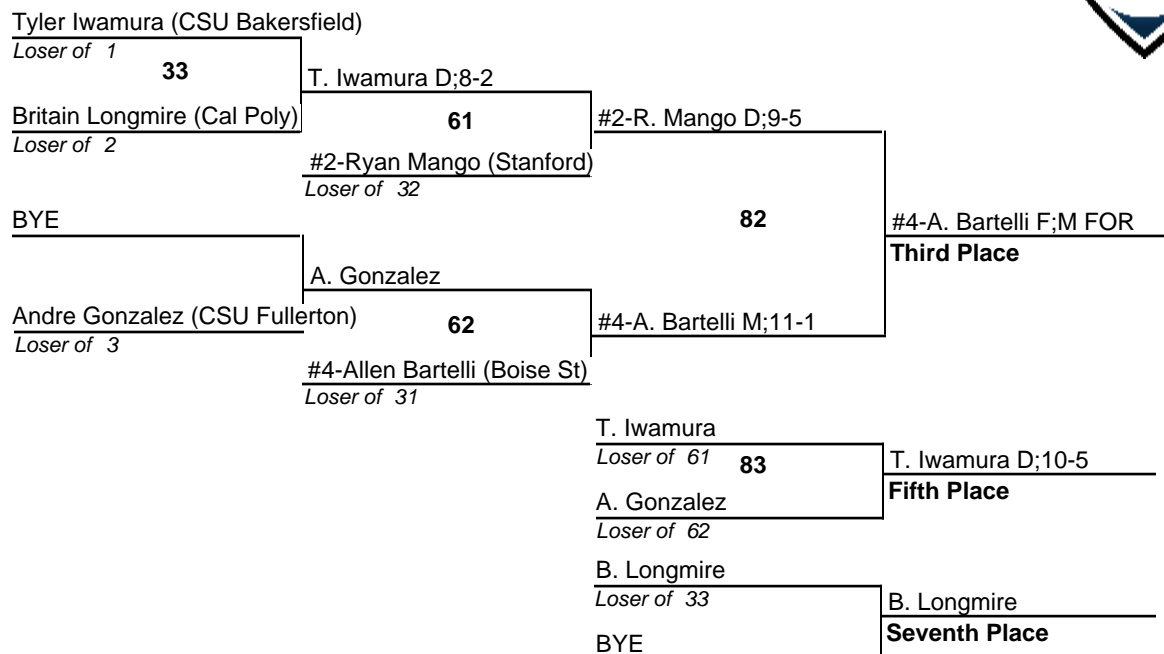 Tyler Iwamura (CSU Bakersfield)
Loser of 1
33
T. Iwamura D;8-2
Britain Longmire (Cal Poly)
Loser of 2
61
#2-R. Mango D;9-5
#2-Ryan Mango (Stanford)
Loser of 32
BYE
82
#4-A. Bartelli F;M FOR
Third Place
A. Gonzalez
Andre Gonzalez (CSU Fullerton)
Loser of 3
62
#4-A. Bartelli M;11-1
#4-Allen Bartelli (Boise St)
Loser of 31
T. Iwamura
Loser of 61
83
T. Iwamura D;10-5
Fifth Place
A. Gonzalez
Loser of 62
B. Longmire
Loser of 33
B. Longmire
Seventh Place
BYE